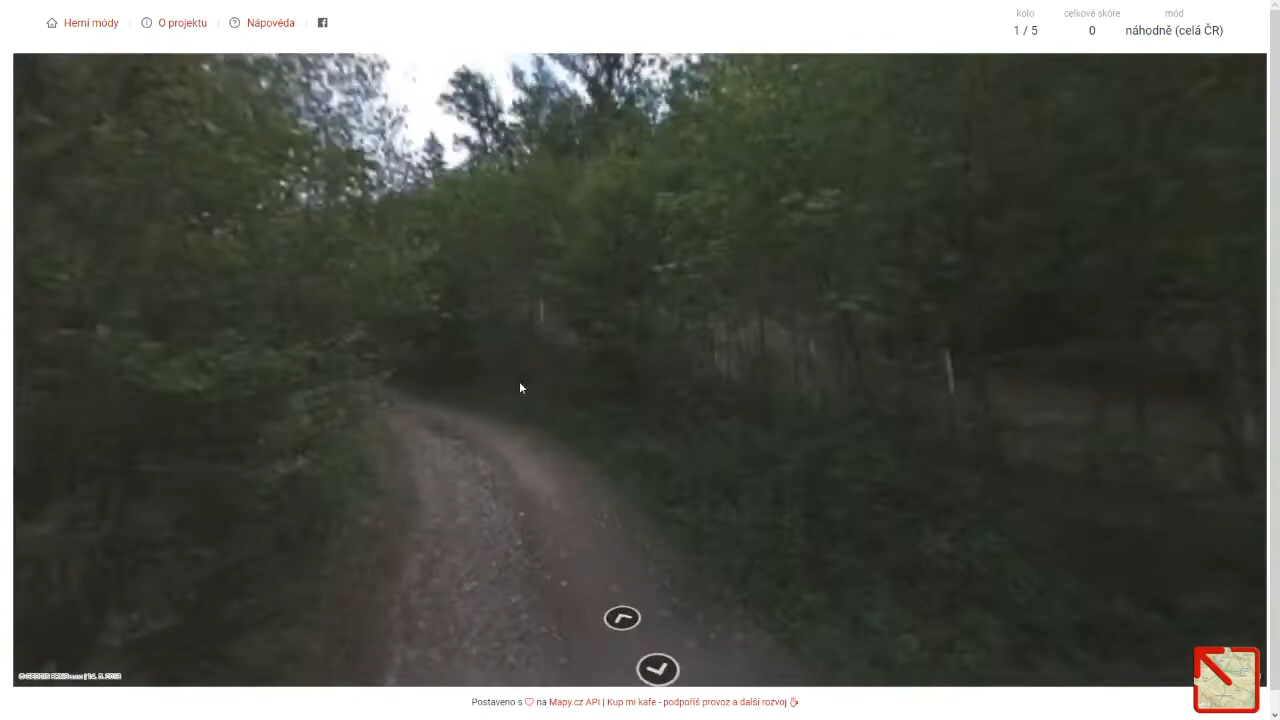 Herní módy
O projektu
Nápověda
kolo
1 / 5
celkové skóre
0
mód
náhodně (celá ČR)
Postaveno s na Mapy.cz API | Kup mi kafe - podpoříš provoz a další rozvoj